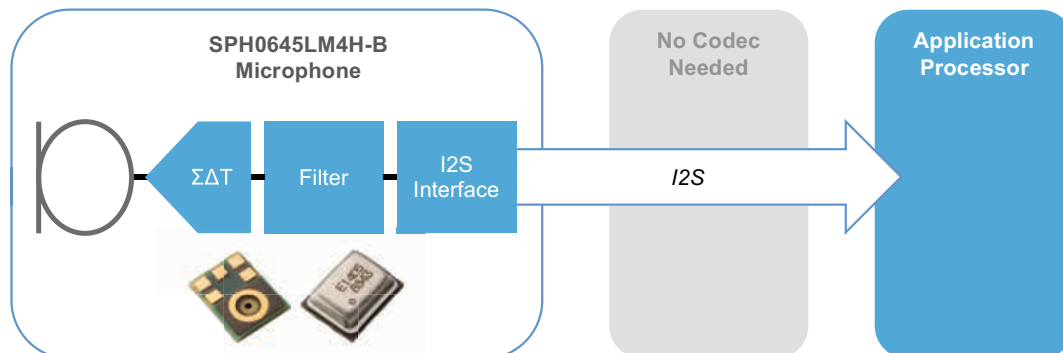 SPH0645LM4H-B
Microphone
No Codec
Needed
Application
Processor
ΣΔT
Filter
I2S
Interface
I2S